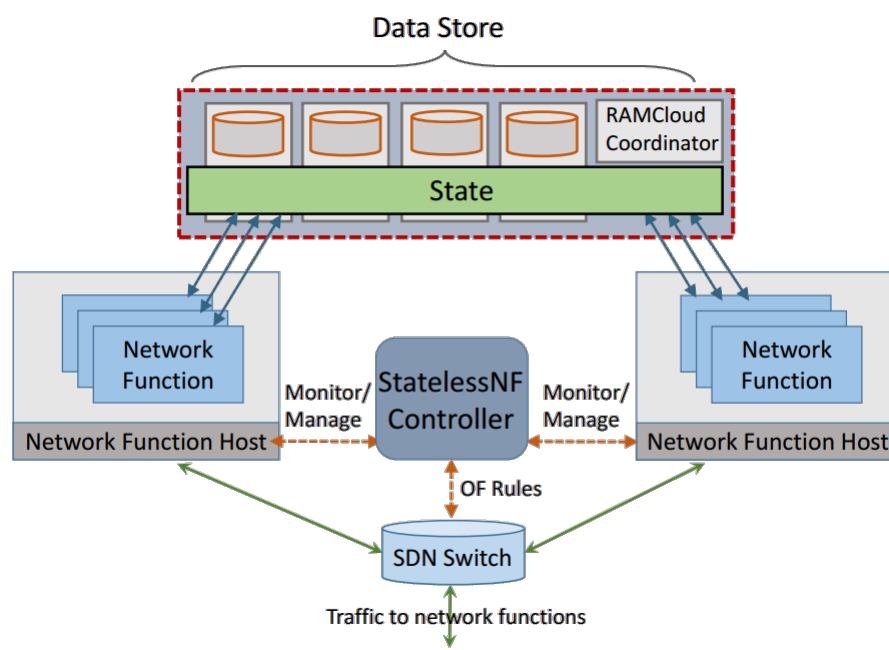 Data Store
RAMCloud
Coordinator
State
Network
Function
Network Function Host
Monitor/
Manage
StatelessNF
Controller
Monitor/
Manage
Network
Function
Network Function Host
OF Rules
SDN Switch
Traffic to network functions